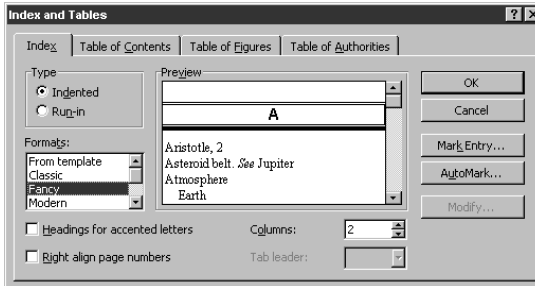 Index and Tables
Index Table of Contents Table of Figures Table of Authorities
Type
Indented
Run-in
Formats:
From template
Classic
Fancy
Modern
Preview
A
Aristotle, 2
Asteroid belt. See Jupiter
Atmosphere
Earth
OK
Cancel
Mark Entry...
AutoMark...
Modify...
Headings for accented letters
Columns: 2
Right align page numbers
Tab leader: